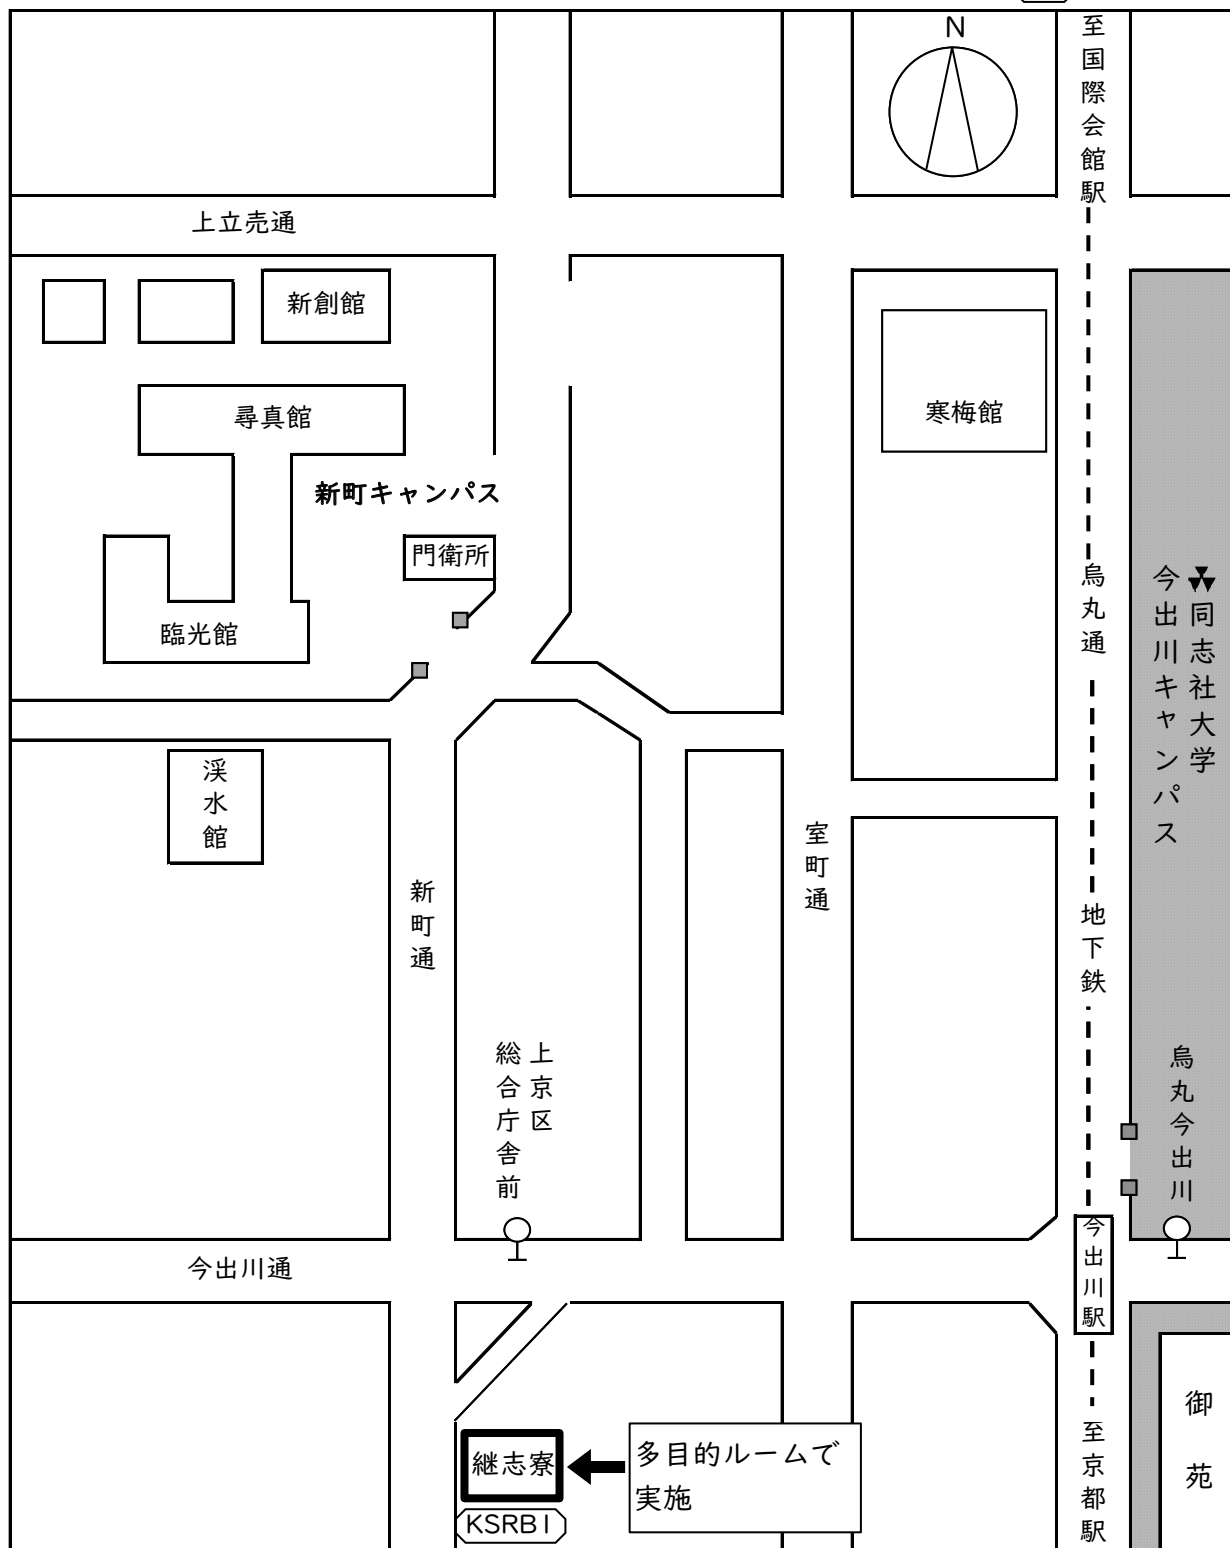 N
至国際会館駅
上立売通
新創館
尋真館
寒梅館
新町キャンパス
門衛所
臨光館
烏丸通
同志社大学
今出川キャンパス
渓水館
室町通
新町通
地下鉄
上京区
総合庁舎前
烏丸今出川
今出川通
今出川駅
御苑
至京都駅
継志寮
多目的ルームで
実施
KSRB1